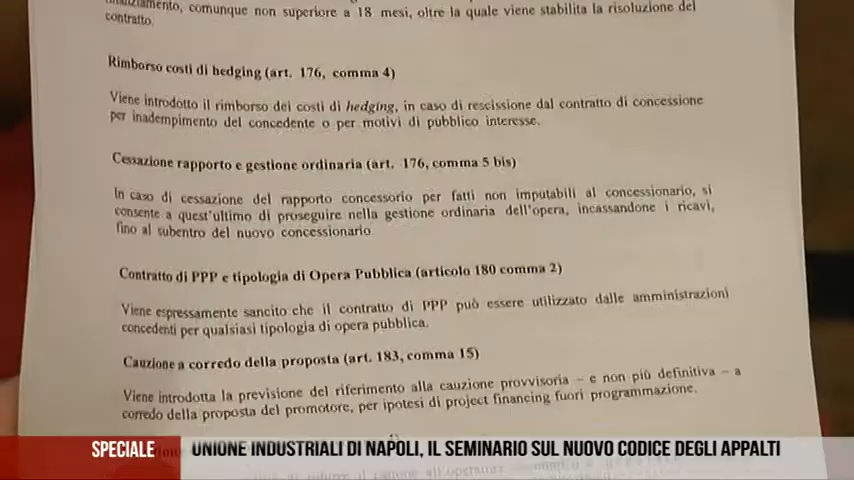 finanziamento, comunque non superiore a 18 mesi, oltre la quale viene stabilita la risoluzione del
contratto.
Rimborso costi di hedging (art. 176, comma 4)
Viene introdotto il rimborso dei costi di hedging, in caso di rescissione dal contratto di concessione
per inadempimento del concedente o per motivi di pubblico interesse.
Cessazione rapporto e gestione ordinaria (art. 176, comma 5 bis)
In caso di cessazione del rapporto concessorio per fatti non imputabili al concessionario, si
consente a quest'ultimo di proseguire nella gestione ordinaria dell'opera, incassandone i ricavi,
fino al subentro del nuovo concessionario
Contratto di PPP e tipologia di Opera Pubblica (articolo 180 comma 2)
Viene espressamente sancito che il contratto di PPP può essere utilizzato dalle amministrazioni
concedenti per qualsiasi tipologia di opera pubblica.
Cauzione a corredo della proposta (art. 183, comma 15)
Viene introdotta la previsione del riferimento alla cauzione provvisoria – e non più definitiva – a
corredo della proposta del promotore, per ipotesi di project financing fuori programmazione.
SPECIALE UNIONE INDUSTRIALI DI NAPOLI, IL SEMINARIO SUL NUOVO CODICE DEGLI APPALTI